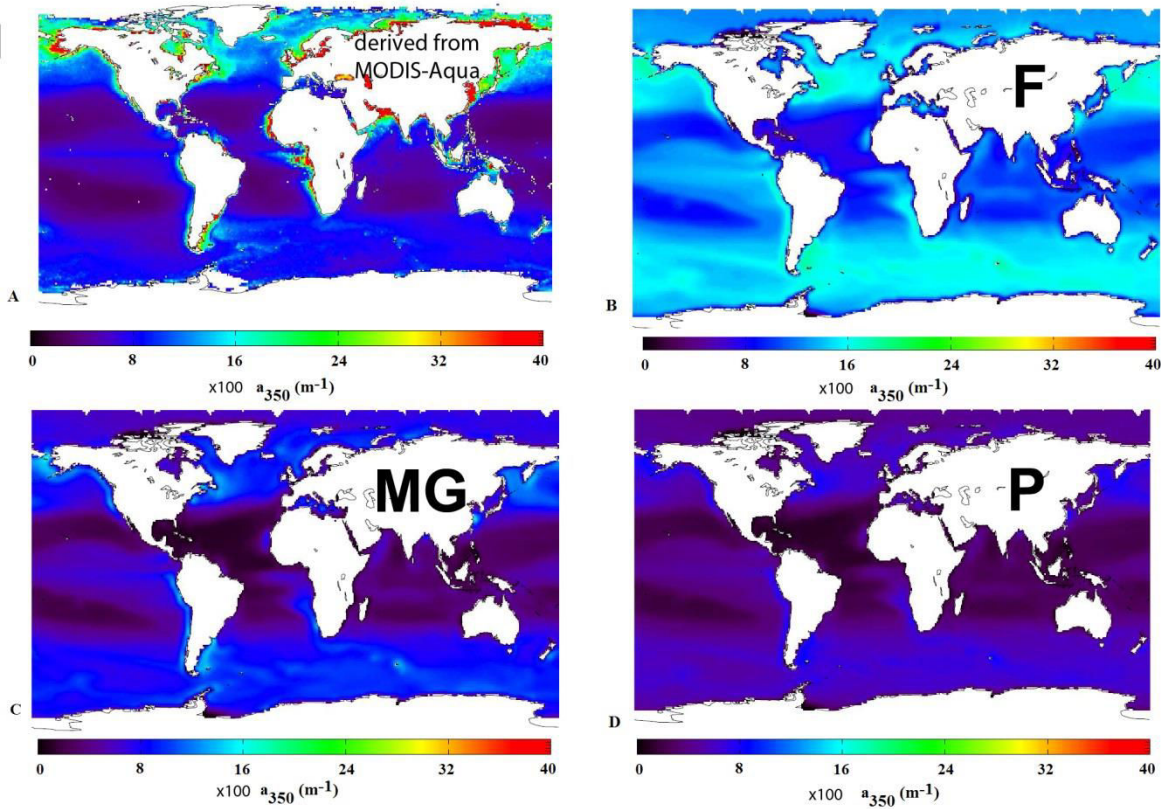 derived from
MODIS-Aqua
A
0 8 16 24 32 40
x100 a350 (m-1)
F
B
0 8 16 24 32 40
x100 a350 (m-1)
MG
C
0 8 16 24 32 40
x100 a350 (m-1)
P
D
0 8 16 24 32 40
x100 a350 (m-1)